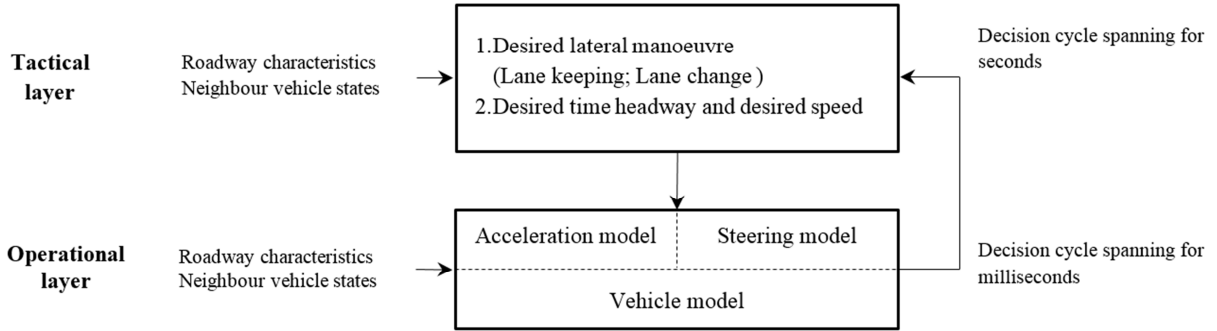 Tactical
layer
Roadway characteristics
Neighbour vehicle states
1.Desired lateral manoeuvre
(Lane keeping; Lane change )
2.Desired time headway and desired speed
Decision cycle spanning for
seconds
Operational
layer
Roadway characteristics
Neighbour vehicle states
Acceleration model
Steering model
Vehicle model
Decision cycle spanning for
milliseconds